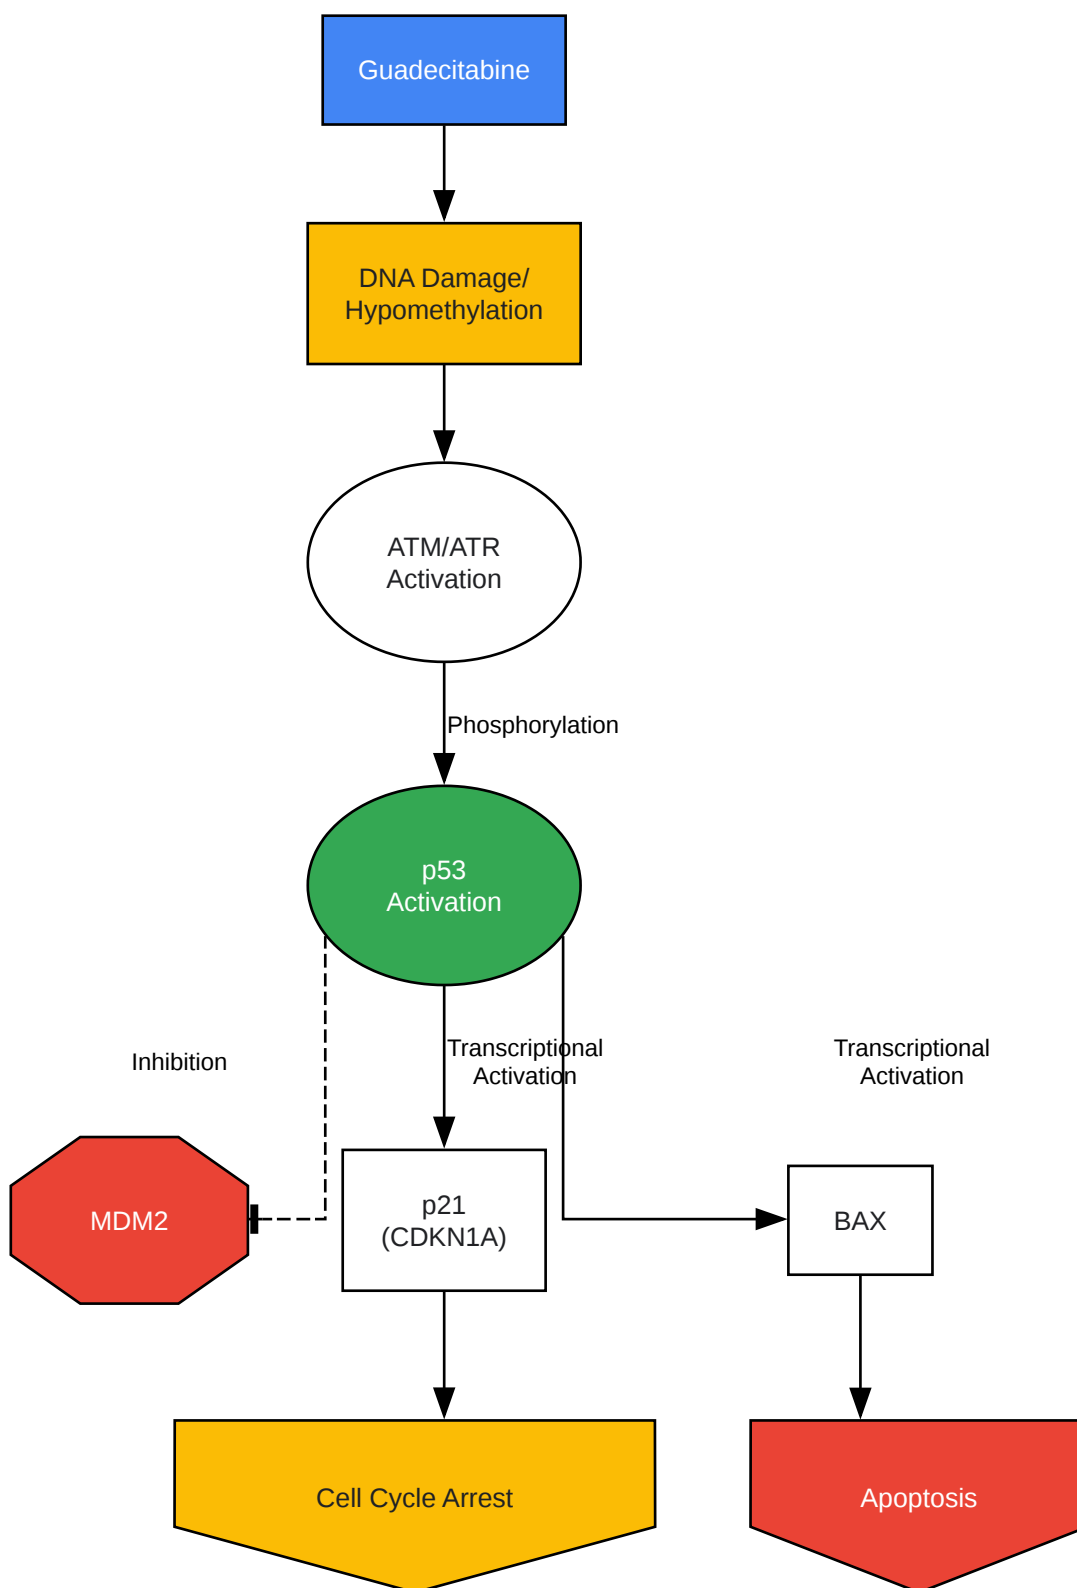 Guadecitabine
DNA Damage/
Hypomethylation
ATM/ATR
Activation
Phosphorylation
p53
Activation
Inhibition
Transcriptional
Activation
Transcriptional
Activation
MDM2
p21
(CDKN1A)
BAX
Cell Cycle Arrest
Apoptosis